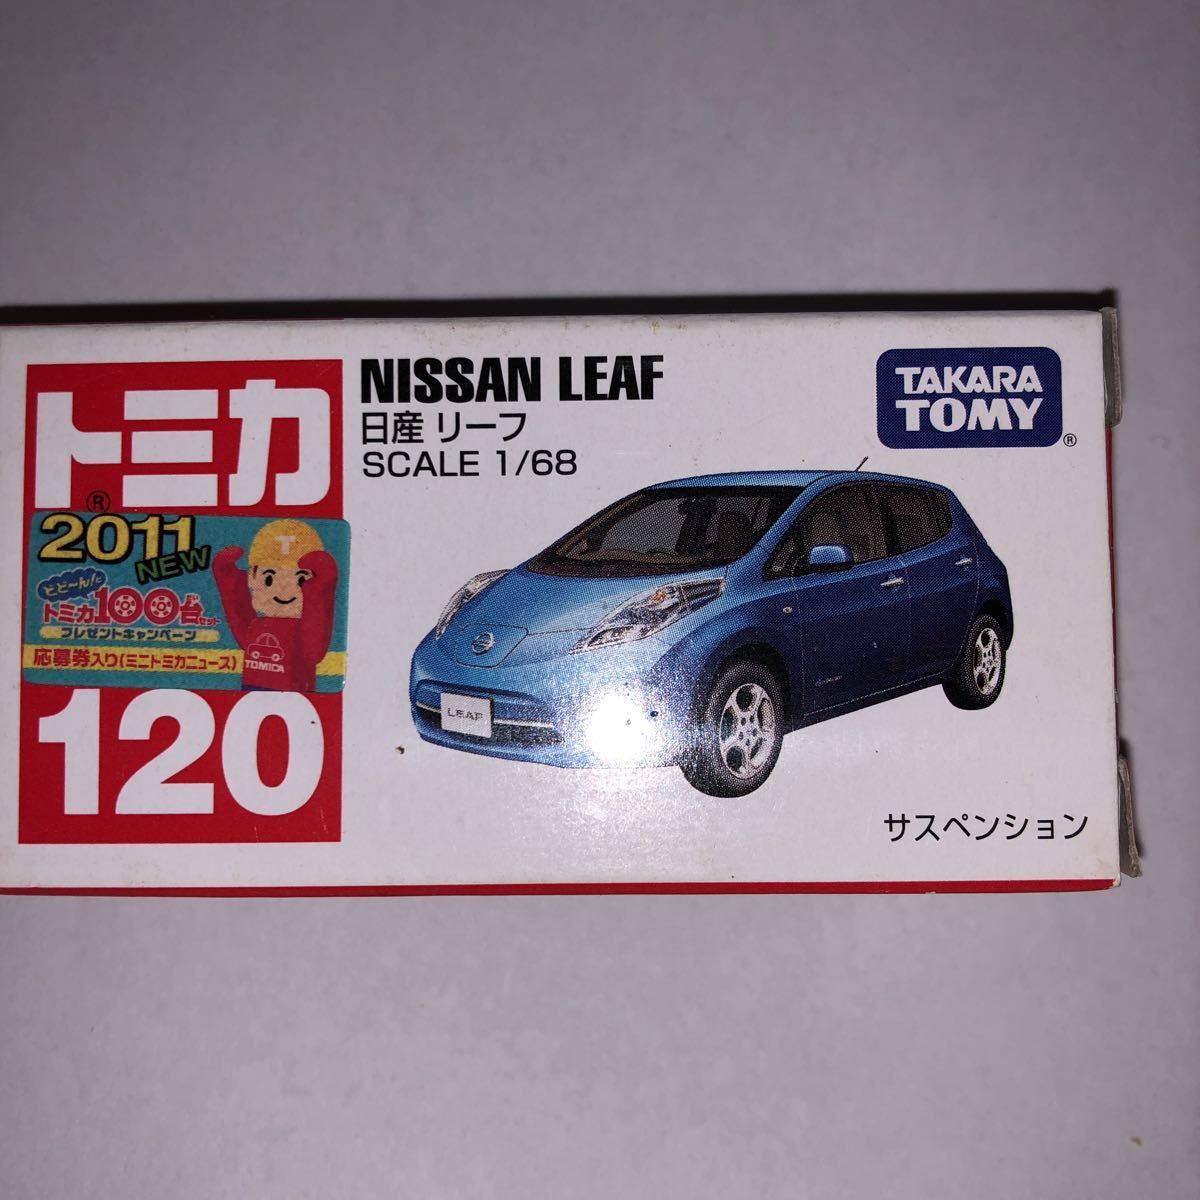 トミカ
®
2011
NEW
どど〜ん!と
トミカ100台セット
プレゼントキャンペーン
応募券入り(ミニトミカニュース)
T
TOMICA
120
NISSAN LEAF
日産 リーフ
SCALE 1/68
TAKARA
TOMY
®
LEAF
サスペンション